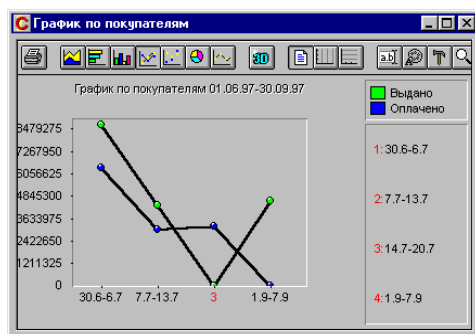 График по покупателям
3D
a.b
График по покупателям 01.06.97-30.09.97
Выдано
Оплачено
8479275
7267950
6056625
4845300
3633975
2422650
1211325
0
30.6-6.7 7.7-13.7 3 1.9-7.9
1:30.6-6.7
2:7.7-13.7
3:14.7-20.7
4:1.9-7.9